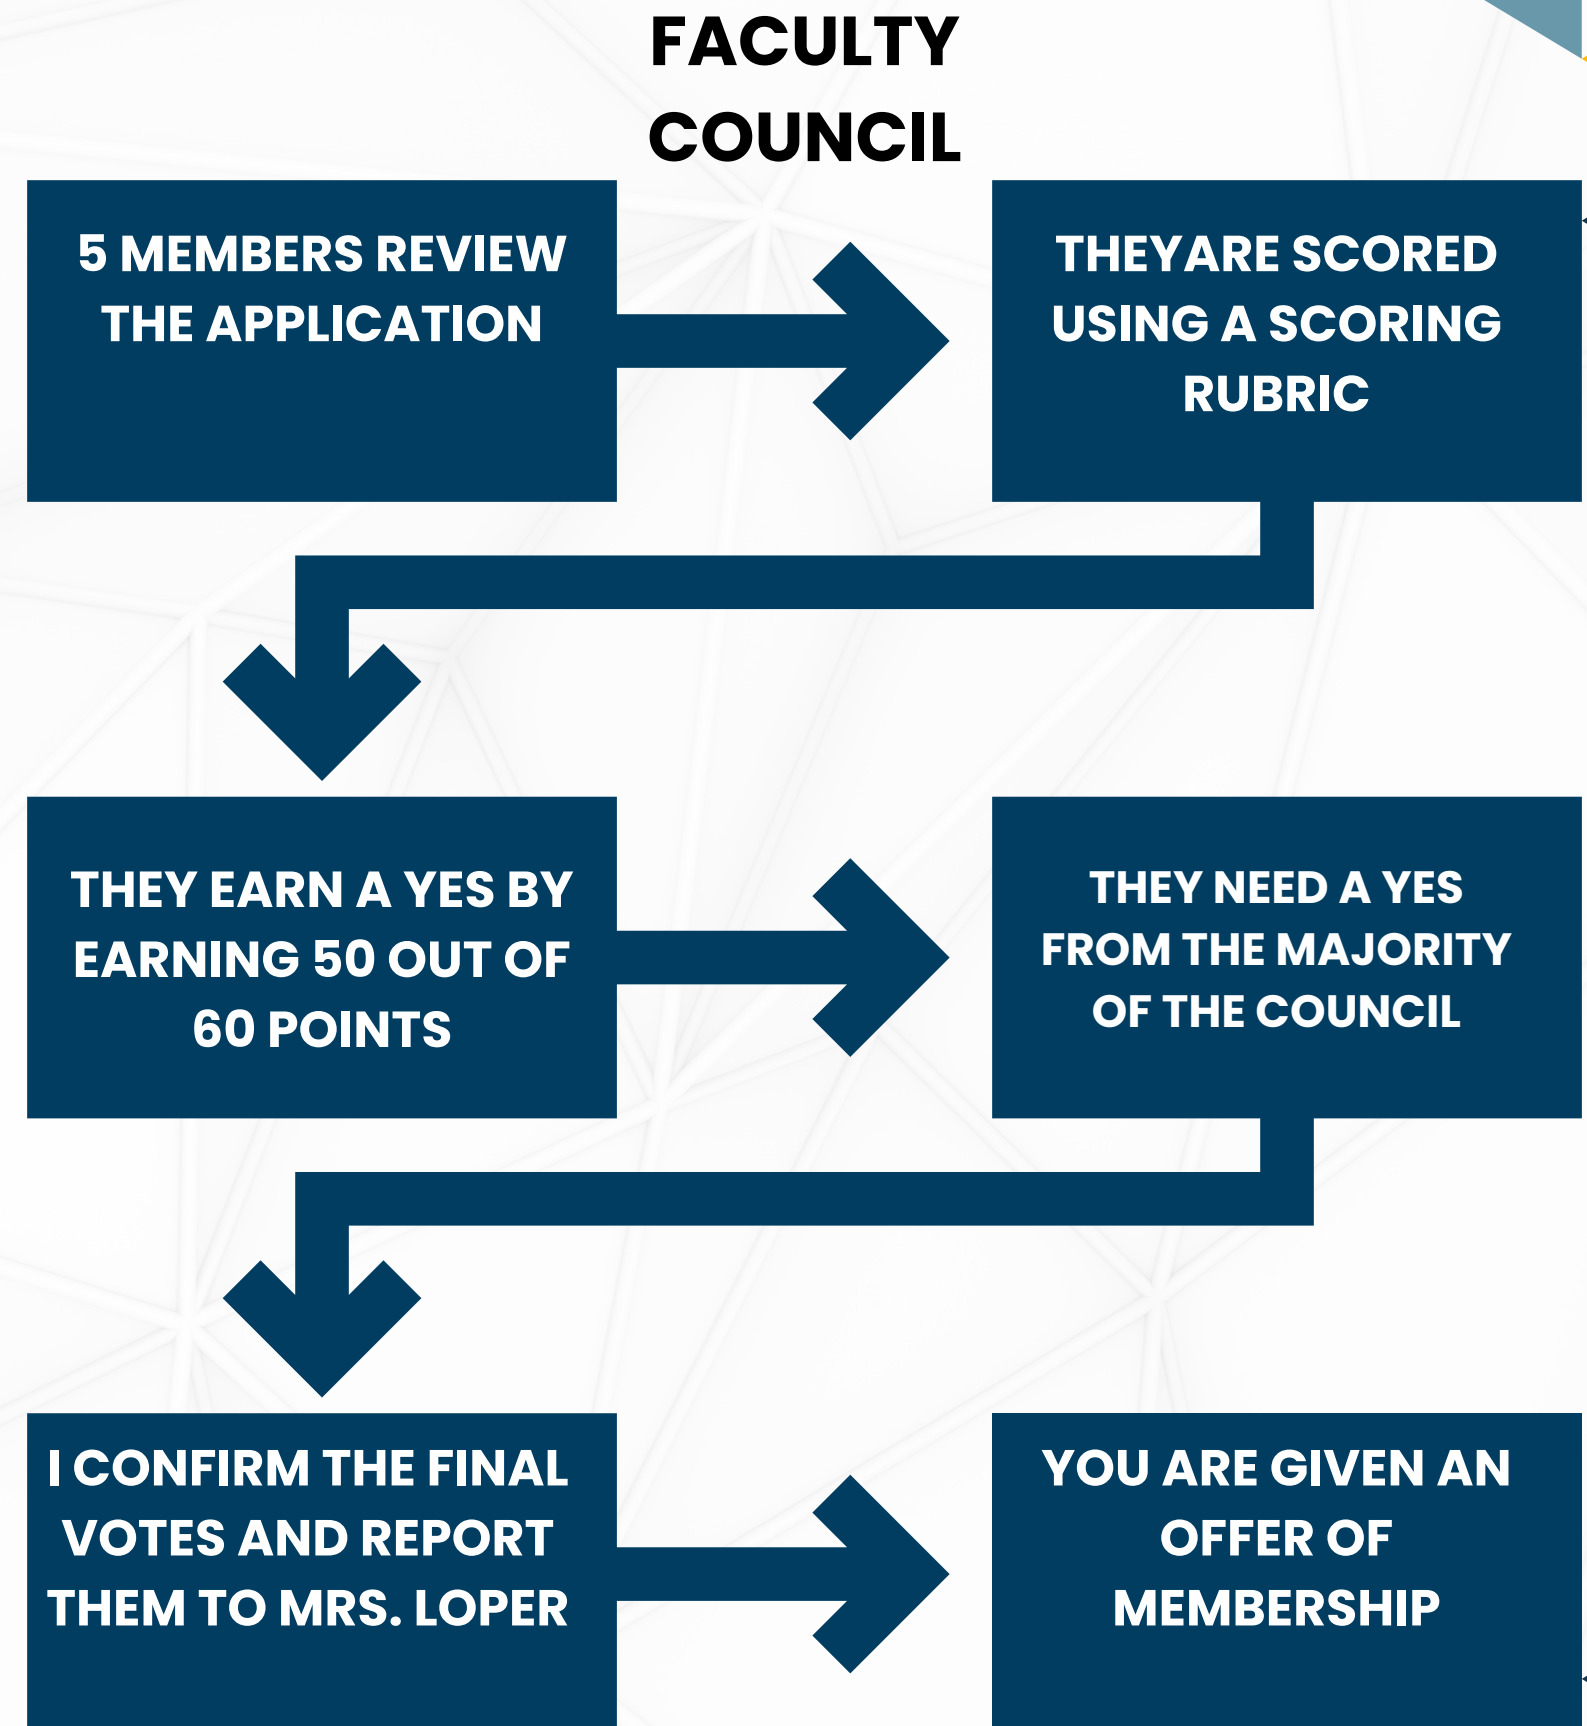 FACULTY
COUNCIL
5 MEMBERS REVIEW
THE APPLICATION
THEYARE SCORED
USING A SCORING
RUBRIC
THEY EARN A YES BY
EARNING 50 OUT OF
60 POINTS
THEY NEED A YES
FROM THE MAJORITY
OF THE COUNCIL
I CONFIRM THE FINAL
VOTES AND REPORT
THEM TO MRS. LOPER
YOU ARE GIVEN AN
OFFER OF
MEMBERSHIP